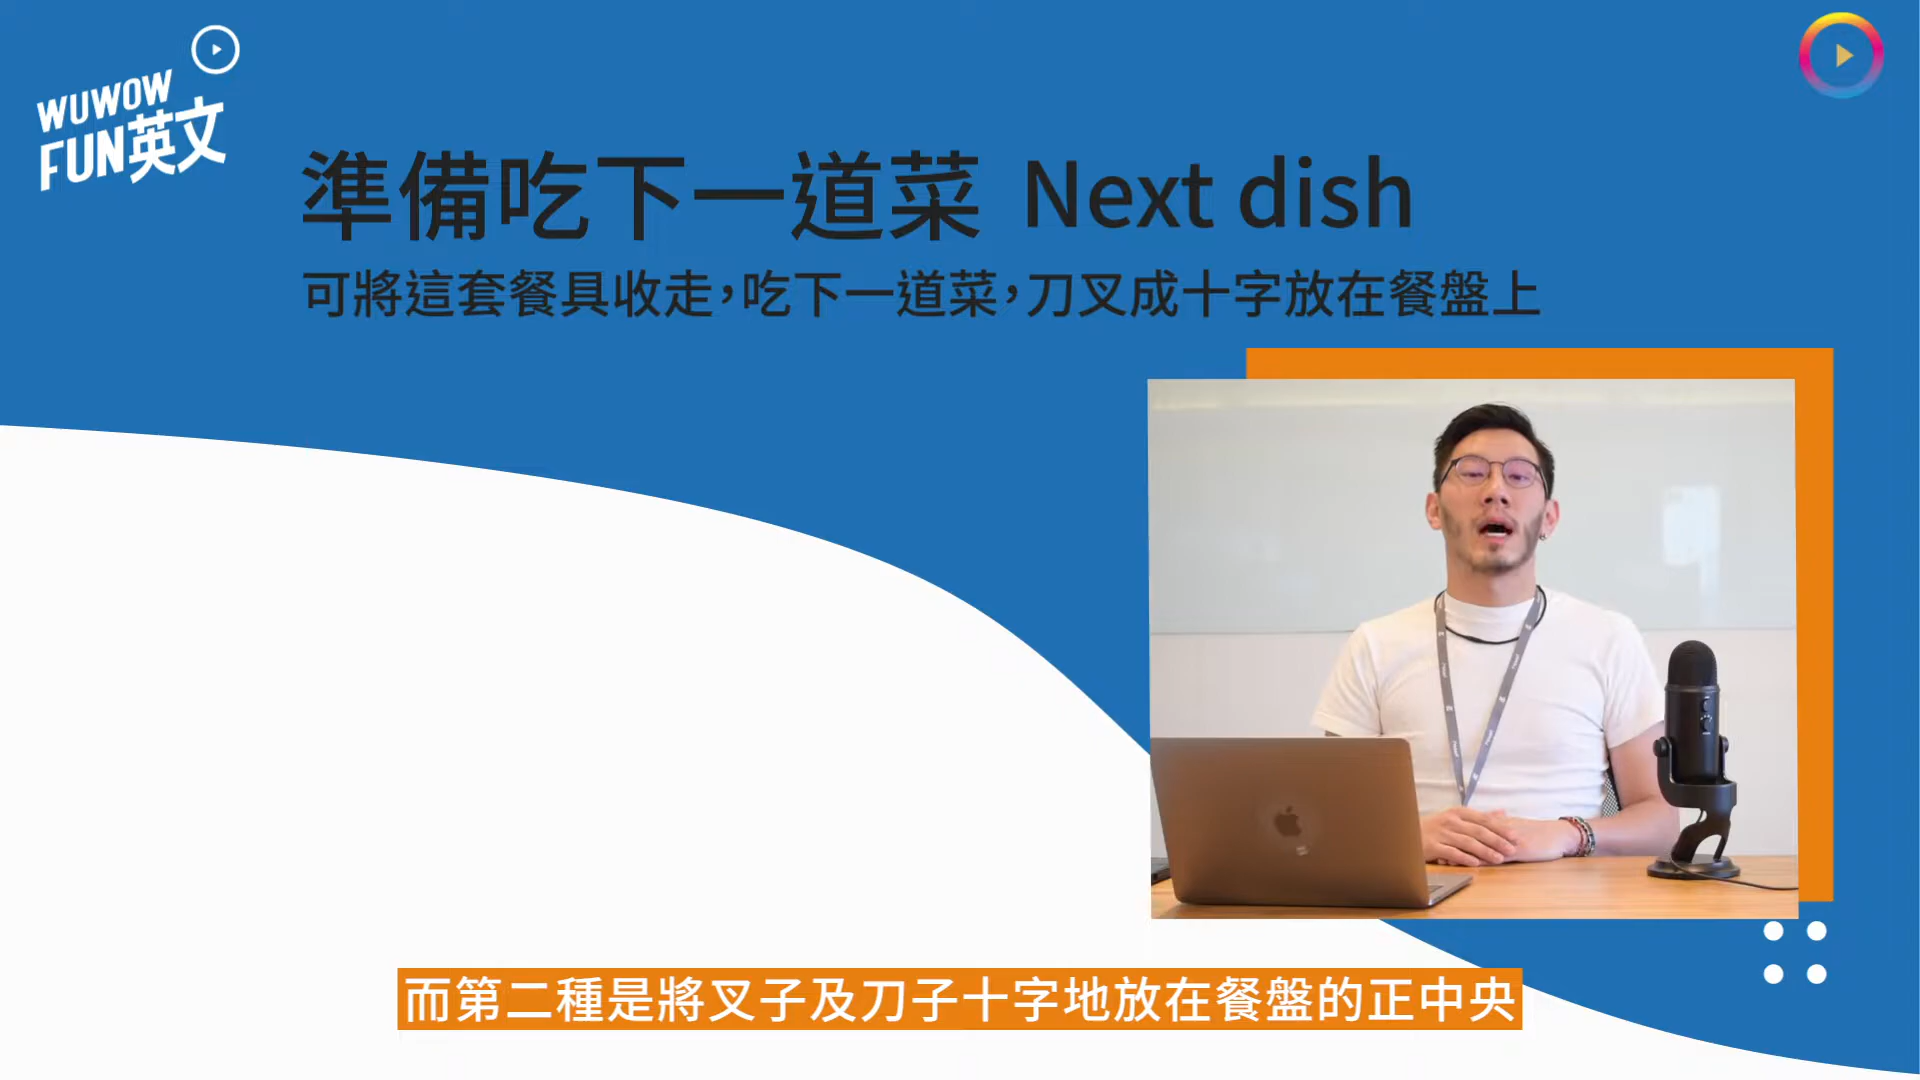 WUWOW
FUN英文
準備吃下一道菜 Next dish
可將這套餐具收走,吃下一道菜,刀叉成十字放在餐盤上
而第二種是將叉子及刀子十字地放在餐盤的正中央